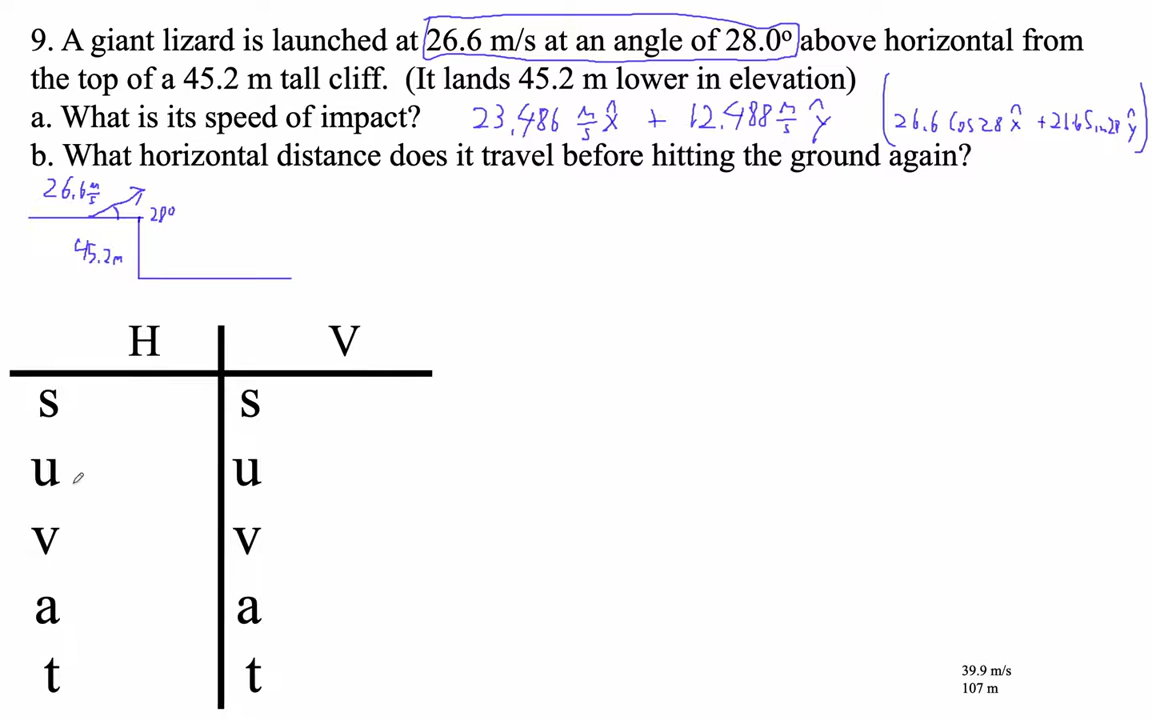 9. A giant lizard is launched at 26.6 m/s at an angle of 28.0º above horizontal from
the top of a 45.2 m tall cliff. (It lands 45.2 m lower in elevation)
a. What is its speed of impact? 23.486 m/s x̂ + 12.488 m/s ŷ (26.6 Cos 28 x̂ + 26.6 Sin 28 ŷ)
b. What horizontal distance does it travel before hitting the ground again?
26.6 m/s
28º
45.2m
H V
s s
u u
v v
a a
t t
39.9 m/s
107 m